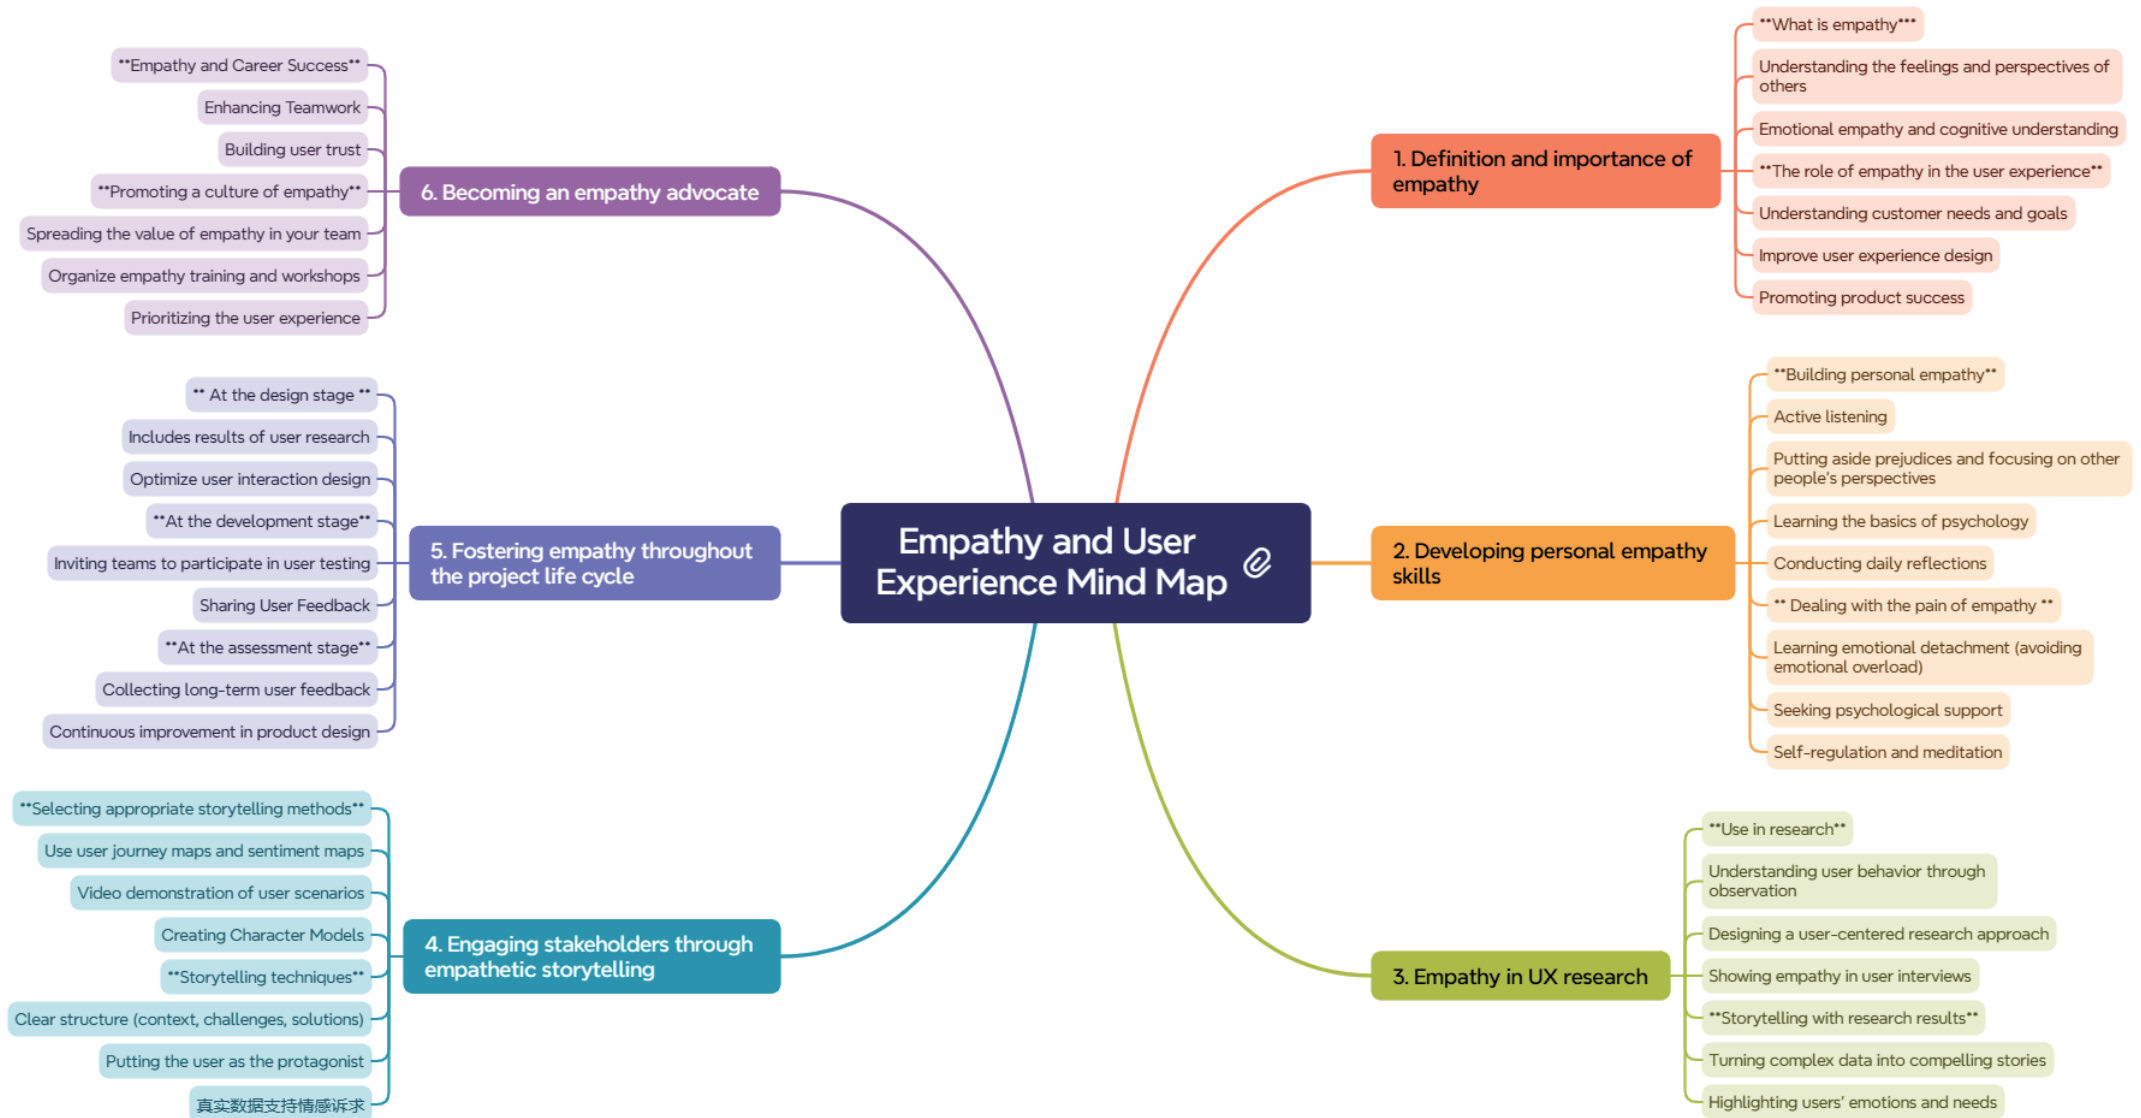 Empathy and User
Experience Mind Map
1. Definition and importance of
empathy
**What is empathy***
Understanding the feelings and perspectives of
others
Emotional empathy and cognitive understanding
**The role of empathy in the user experience**
Understanding customer needs and goals
Improve user experience design
Promoting product success
2. Developing personal empathy
skills
**Building personal empathy**
Active listening
Putting aside prejudices and focusing on other
people's perspectives
Learning the basics of psychology
Conducting daily reflections
** Dealing with the pain of empathy **
Learning emotional detachment (avoiding
emotional overload)
Seeking psychological support
Self-regulation and meditation
3. Empathy in UX research
**Use in research**
Understanding user behavior through
observation
Designing a user-centered research approach
Showing empathy in user interviews
**Storytelling with research results**
Turning complex data into compelling stories
Highlighting users' emotions and needs
4. Engaging stakeholders through
empathetic storytelling
**Selecting appropriate storytelling methods**
Use user journey maps and sentiment maps
Video demonstration of user scenarios
Creating Character Models
**Storytelling techniques**
Clear structure (context, challenges, solutions)
Putting the user as the protagonist
真实数据支持情感诉求
5. Fostering empathy throughout
the project life cycle
** At the design stage **
Includes results of user research
Optimize user interaction design
**At the development stage**
Inviting teams to participate in user testing
Sharing User Feedback
**At the assessment stage**
Collecting long-term user feedback
Continuous improvement in product design
6. Becoming an empathy advocate
**Empathy and Career Success**
Enhancing Teamwork
Building user trust
**Promoting a culture of empathy**
Spreading the value of empathy in your team
Organize empathy training and workshops
Prioritizing the user experience